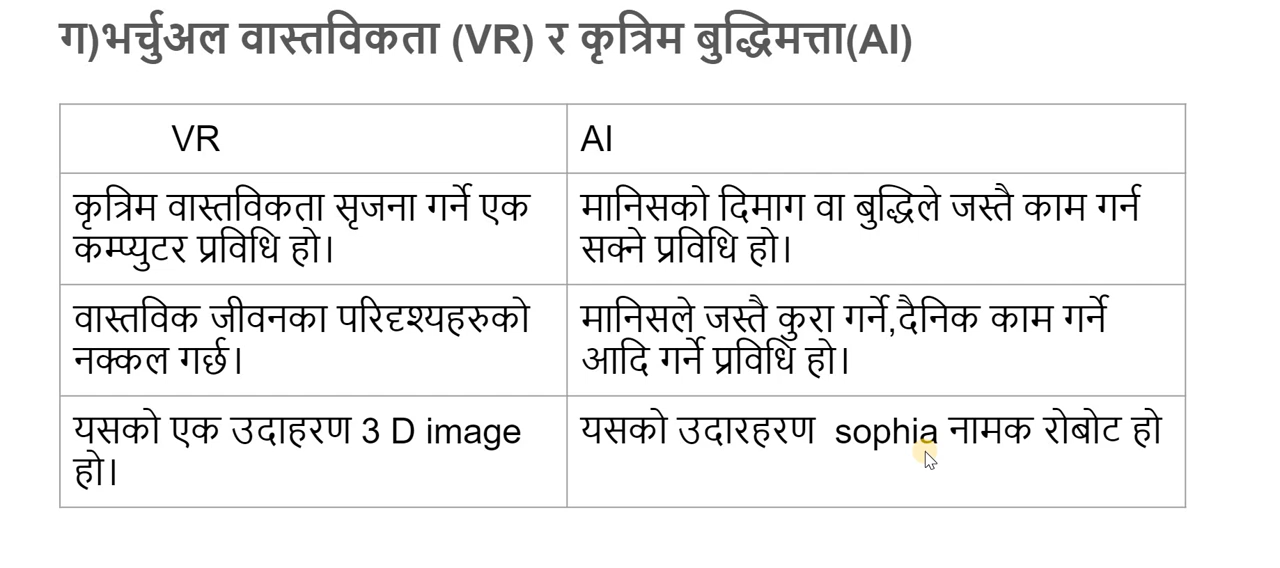 ग)भर्चुअल वास्तविकता (VR) र कृत्रिम बुद्धिमत्ता(AI)
VR
AI
कृत्रिम वास्तविकता सृजना गर्ने एक
कम्प्युटर प्रविधि हो।
मानिसको दिमाग वा बुद्धिले जस्तै काम गर्न
सक्ने प्रविधि हो।
वास्तविक जीवनका परिदृश्यहरुको
नक्कल गर्छ।
मानिसले जस्तै कुरा गर्ने,दैनिक काम गर्ने
आदि गर्ने प्रविधि हो।
यसको एक उदाहरण 3 D image
हो।
यसको उदारहरण sophia नामक रोबोट हो